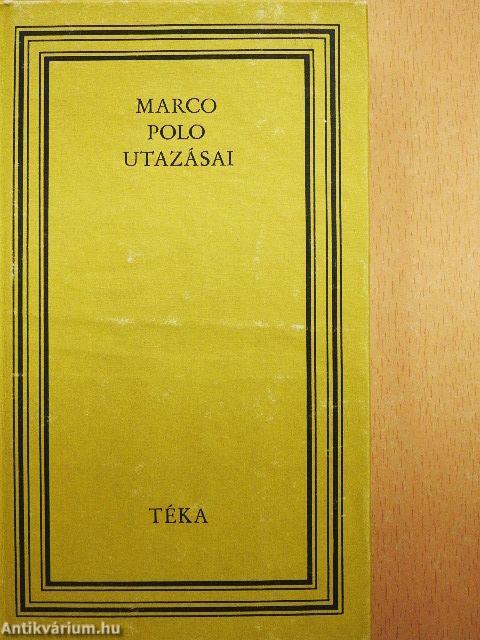 MARCO
POLO
UTAZÁSAI
TÉKA
Antikvárium.hu